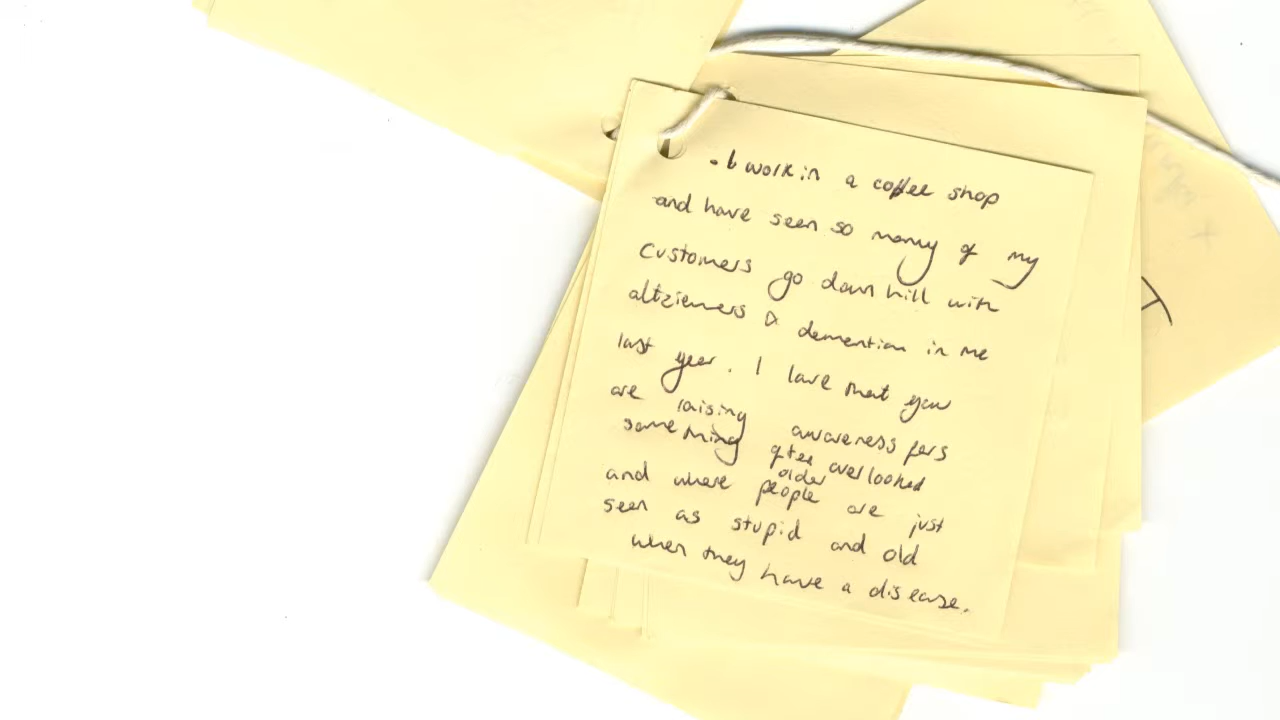 . I work in a coffee shop
and have seen so many of my
customers go down hill with
altziemers & dementian in the
last year. I love that you
are raising awareness fors
something often overlooked
and where older people are just
seen as stupid and old
when they have a disease.